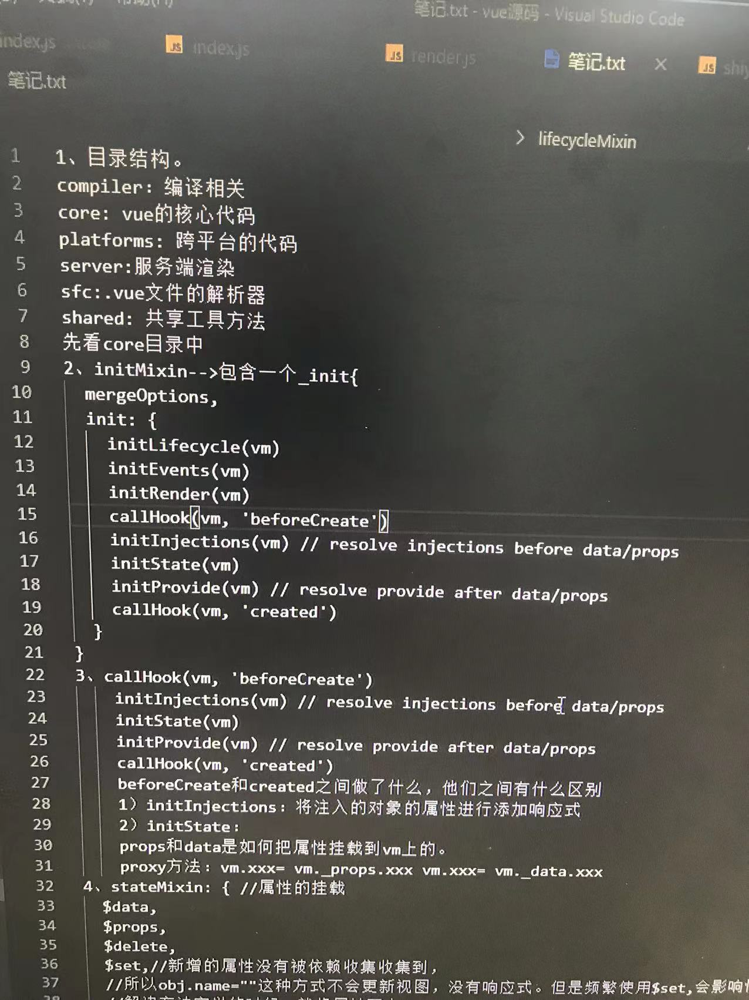 笔记.txt - vue源码 - Visual Studio Code
index.js
index.js
render.js
笔记.txt
笔记.txt
lifecycleMixin
1 1、目录结构。
2 compiler: 编译相关
3 core: vue的核心代码
4 platforms: 跨平台的代码
5 server:服务端渲染
6 sfc:.vue文件的解析器
7 shared: 共享工具方法
8 先看core目录中
9 2、initMixin-->包含一个_init{
10 mergeOptions,
11 init: {
12 initLifecycle(vm)
13 initEvents(vm)
14 initRender(vm)
15 callHook(vm, 'beforeCreate')
16 initInjections(vm) // resolve injections before data/props
17 initState(vm)
18 initProvide(vm) // resolve provide after data/props
19 callHook(vm, 'created')
20 }
21 }
22 3、callHook(vm, 'beforeCreate')
23 initInjections(vm) // resolve injections before data/props
24 initState(vm)
25 initProvide(vm) // resolve provide after data/props
26 callHook(vm, 'created')
27 beforeCreate和created之间做了什么，他们之间有什么区别
28 1）initInjections：将注入的对象的属性进行添加响应式
29 2）initState：
30 props和data是如何把属性挂载到vm上的。
31 proxy方法：vm.xxx= vm._props.xxx vm.xxx= vm._data.xxx
32 4、stateMixin: { //属性的挂载
33 $data,
34 $props,
35 $delete,
36 $set,//新增的属性没有被依赖收集收集到，
37 //所以obj.name=""这种方式不会更新视图，没有响应式。但是频繁使用$set,会影响